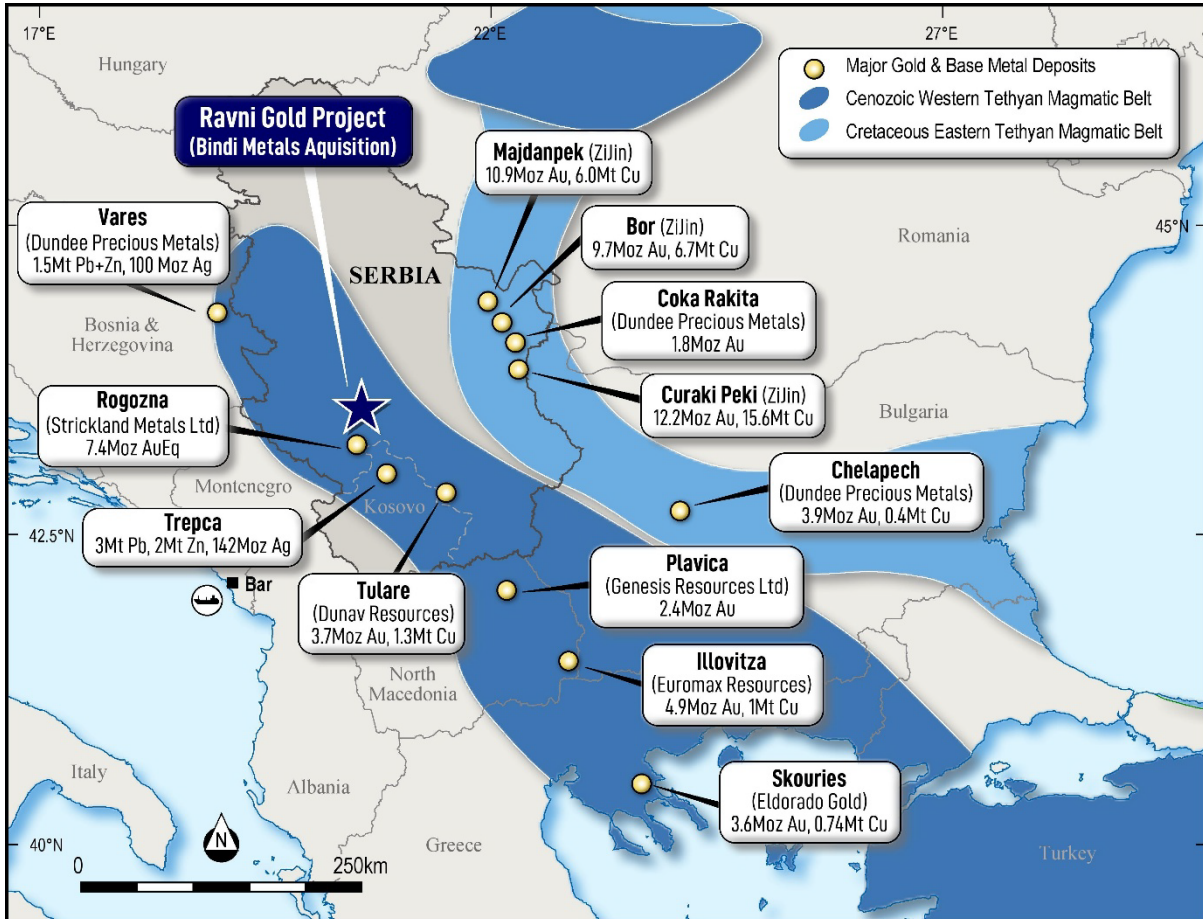 17°E
22°E
27°E
Hungary
Major Gold & Base Metal Deposits
Cenozoic Western Tethyan Magmatic Belt
Cretaceous Eastern Tethyan Magmatic Belt
Ravni Gold Project
(Bindi Metals Aquisition)
Majdanpek (ZiJin)
10.9Moz Au, 6.0Mt Cu
Vares
(Dundee Precious Metals)
1.5Mt Pb+Zn, 100 Moz Ag
Bor (ZiJin)
9.7Moz Au, 6.7Mt Cu
45°N
Romania
SERBIA
Coka Rakita
(Dundee Precious Metals)
1.8Moz Au
Bosnia &
Herzegovina
Curaki Peki (ZiJin)
12.2Moz Au, 15.6Mt Cu
Rogozna
(Strickland Metals Ltd)
7.4Moz AuEq
Bulgaria
Montenegro
Kosovo
Chelapech
(Dundee Precious Metals)
3.9Moz Au, 0.4Mt Cu
Trepca
3Mt Pb, 2Mt Zn, 142Moz Ag
42.5°N
Bar
Tulare
(Dunav Resources)
3.7Moz Au, 1.3Mt Cu
Plavica
(Genesis Resources Ltd)
2.4Moz Au
North
Macedonia
Illovitza
(Euromax Resources)
4.9Moz Au, 1Mt Cu
Italy
Albania
Skouries
(Eldorado Gold)
3.6Moz Au, 0.74Mt Cu
N
40°N
Greece
Turkey
0
250km